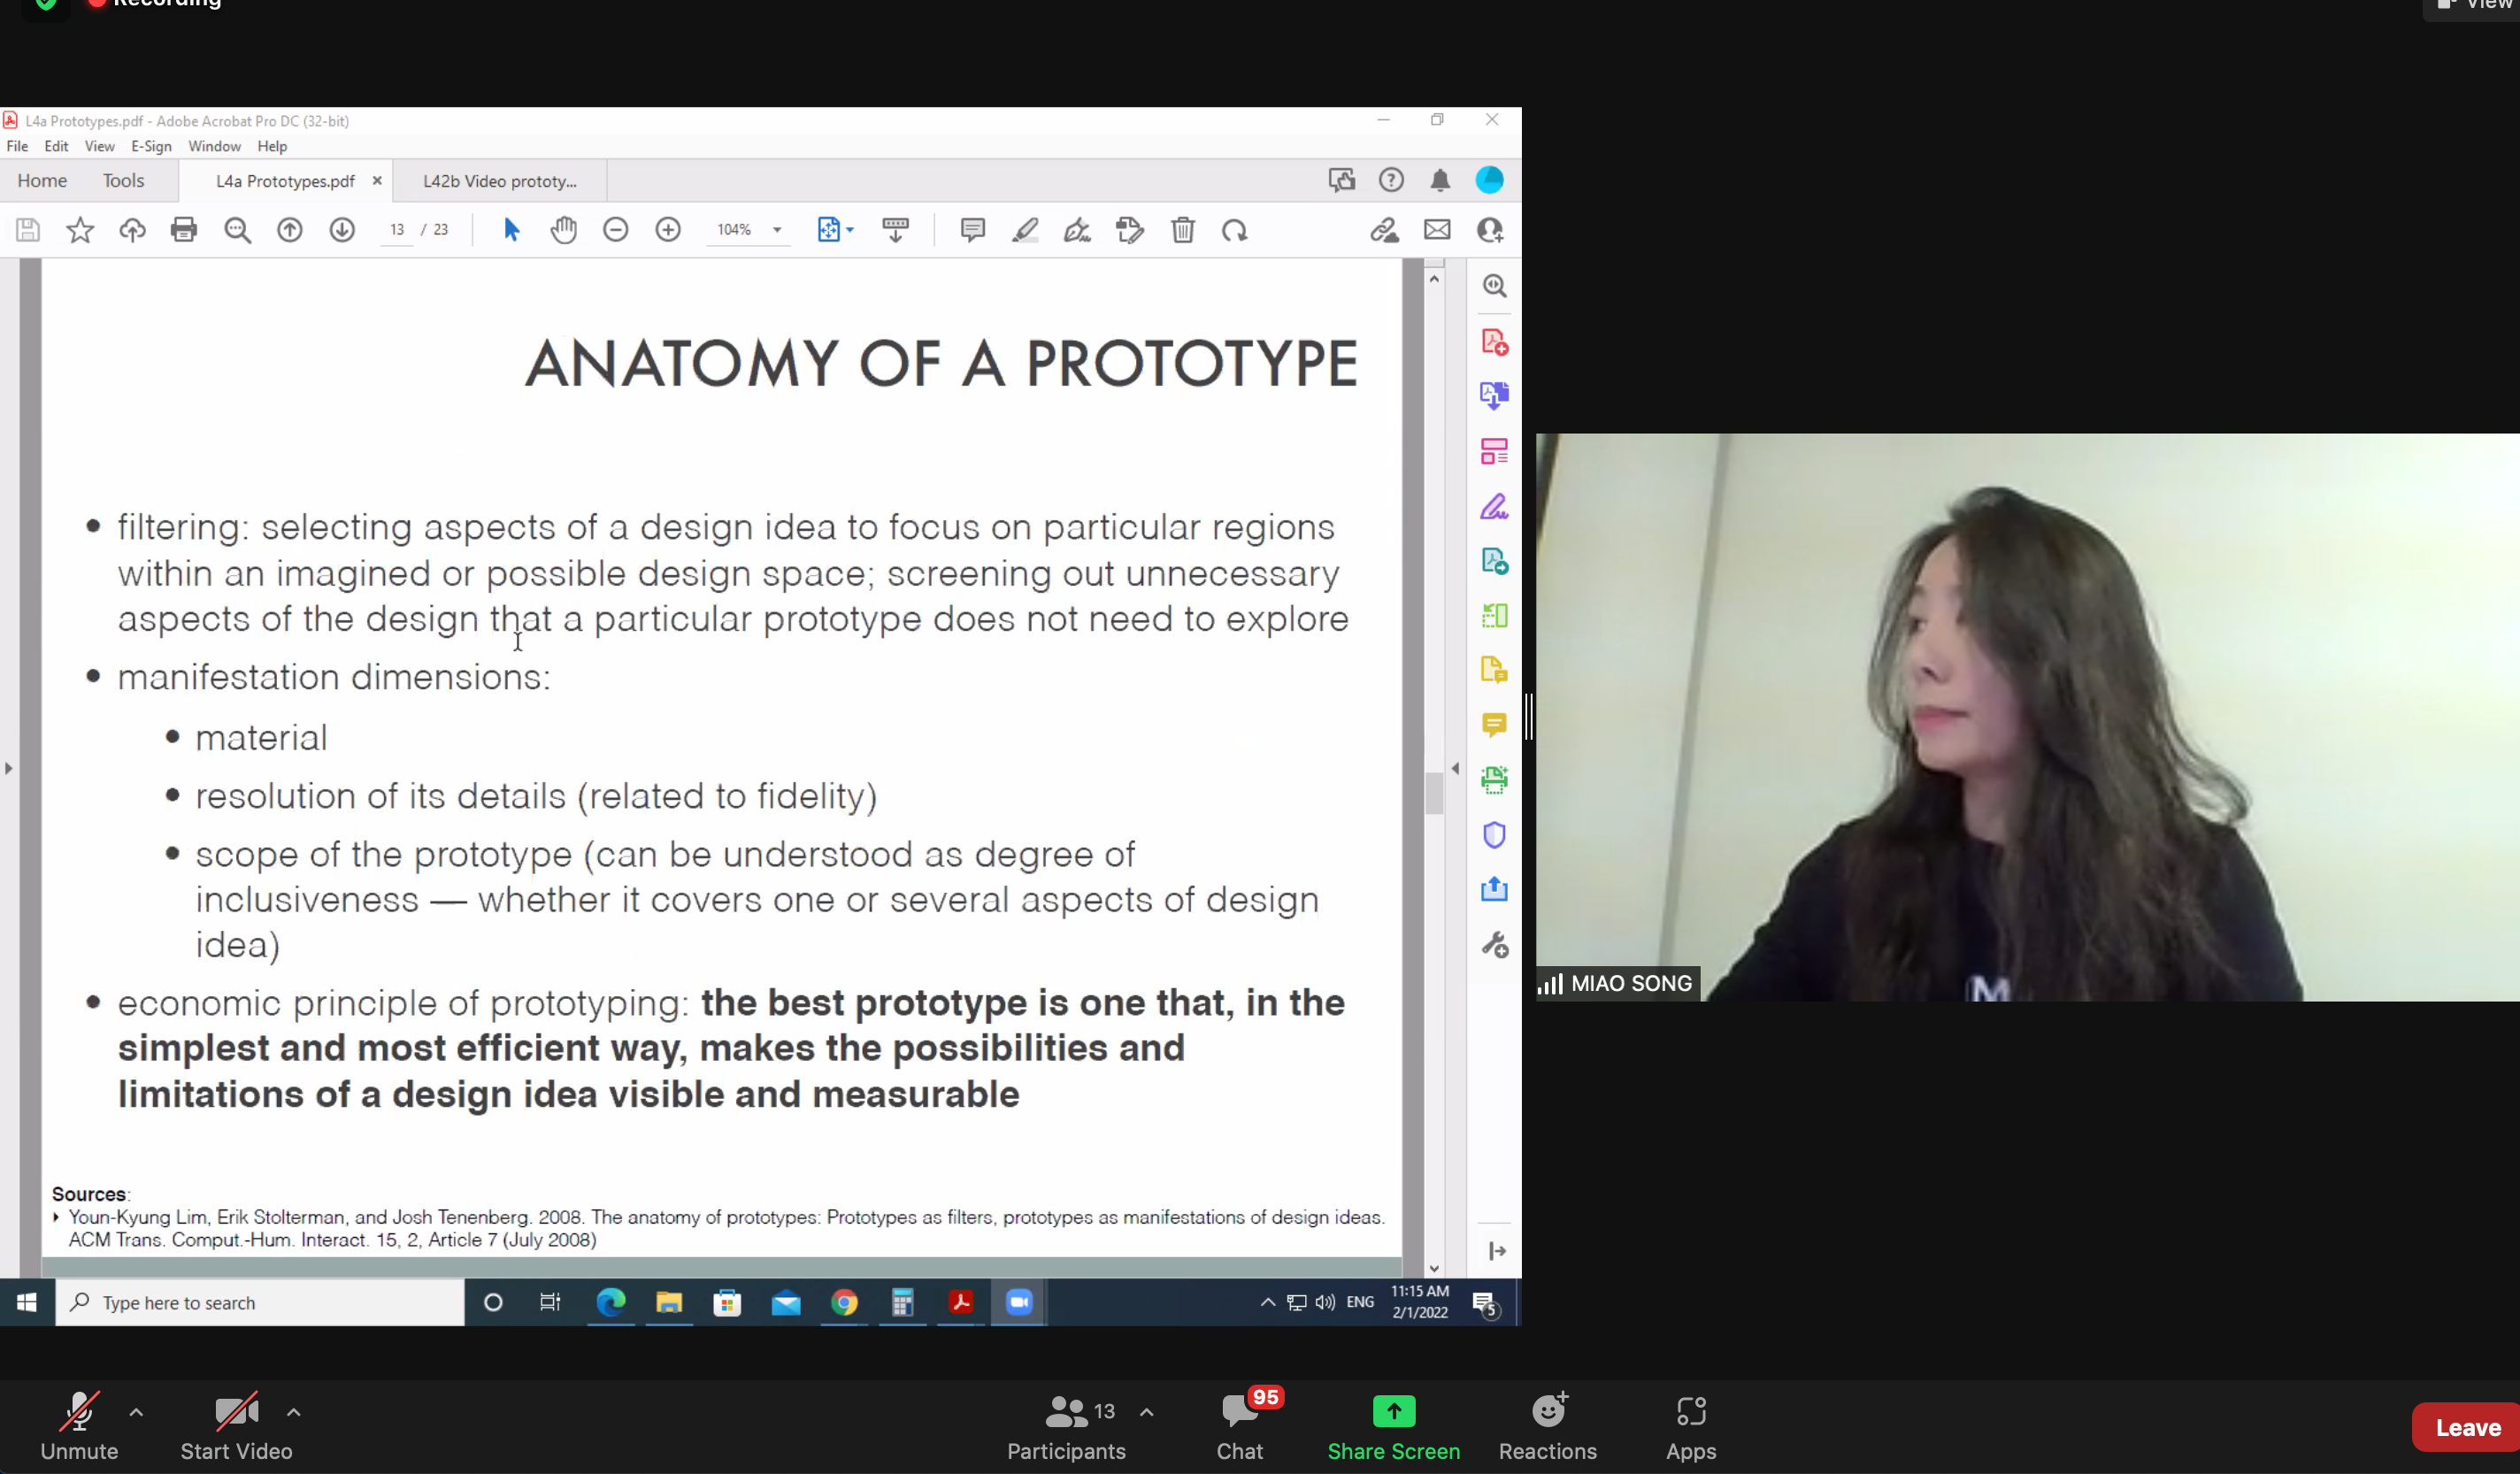 Recording
View
L4a Prototypes.pdf - Adobe Acrobat Pro DC (32-bit)
File Edit View E-Sign Window Help
Home Tools L4a Prototypes.pdf × L42b Video prototy...
13 / 23 104%
ANATOMY OF A PROTOTYPE
• filtering: selecting aspects of a design idea to focus on particular regions
within an imagined or possible design space; screening out unnecessary
aspects of the design that a particular prototype does not need to explore
• manifestation dimensions:
• material
• resolution of its details (related to fidelity)
• scope of the prototype (can be understood as degree of
inclusiveness — whether it covers one or several aspects of design
idea)
• economic principle of prototyping: the best prototype is one that, in the
simplest and most efficient way, makes the possibilities and
limitations of a design idea visible and measurable
Sources:
Youn-Kyung Lim, Erik Stolterman, and Josh Tenenberg. 2008. The anatomy of prototypes: Prototypes as filters, prototypes as manifestations of design ideas.
ACM Trans. Comput.-Hum. Interact. 15, 2, Article 7 (July 2008)
M
MIAO SONG
Type here to search
ENG
11:15 AM
2/1/2022
5
Unmute
Start Video
13
Participants
95
Chat
Share Screen
Reactions
Apps
Leave